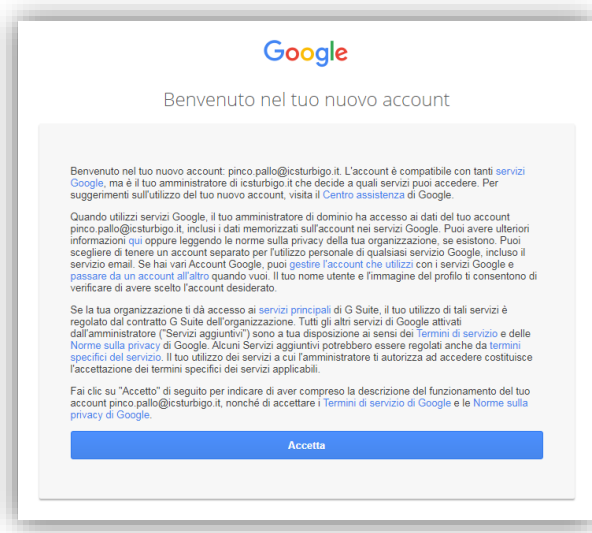 Google
Benvenuto nel tuo nuovo account
Benvenuto nel tuo nuovo account: pinco.pallo@icsturbigo.it. L'account è compatibile con tanti servizi
Google, ma è il tuo amministratore di icsturbigo.it che decide a quali servizi puoi accedere. Per
suggerimenti sull'utilizzo del tuo nuovo account, visita il Centro assistenza di Google.
Quando utilizzi servizi Google, il tuo amministratore di dominio ha accesso ai dati del tuo account
pinco.pallo@icsturbigo.it, inclusi i dati memorizzati sull'account nei servizi Google. Puoi avere ulteriori
informazioni qui oppure leggendo le norme sulla privacy della tua organizzazione, se esistono. Puoi
scegliere di tenere un account separato per l'utilizzo personale di qualsiasi servizio Google, incluso il
servizio email. Se hai vari Account Google, puoi gestire l'account che utilizzi con i servizi Google e
passare da un account all'altro quando vuoi. Il tuo nome utente e l'immagine del profilo ti consentono di
verificare di avere scelto l'account desiderato.
Se la tua organizzazione ti dà accesso ai servizi principali di G Suite, il tuo utilizzo di tali servizi è
regolato dal contratto G Suite dell'organizzazione. Tutti gli altri servizi di Google attivati
dall'amministratore ("Servizi aggiuntivi") sono a tua disposizione ai sensi dei Termini di servizio e delle
Norme sulla privacy di Google. Alcuni Servizi aggiuntivi potrebbero essere regolati anche da termini
specifici del servizio. Il tuo utilizzo dei servizi a cui l'amministratore ti autorizza ad accedere costituisce
l'accettazione dei termini specifici dei servizi applicabili.
Fai clic su "Accetto" di seguito per indicare di aver compreso la descrizione del funzionamento del tuo
account pinco.pallo@icsturbigo.it, nonché di accettare i Termini di servizio di Google e le Norme sulla
privacy di Google.
Accetta